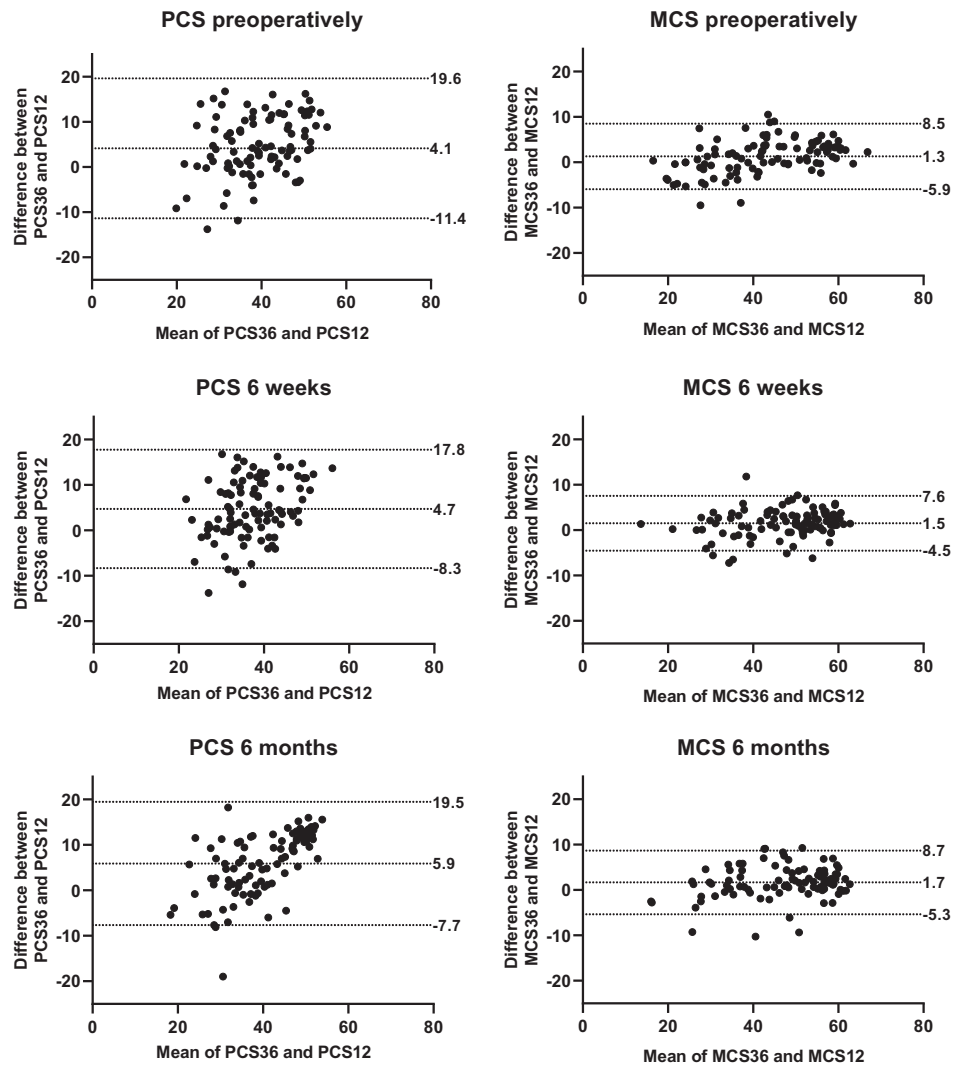 PCS preoperatively
Difference between
PCS36 and PCS12
20
10
0
-10
-20
19.6
4.1
-11.4
0 20 40 60 80
Mean of PCS36 and PCS12
MCS preoperatively
Difference between
MCS36 and MCS12
20
10
0
-10
-20
8.5
1.3
-5.9
0 20 40 60 80
Mean of MCS36 and MCS12
PCS 6 weeks
Difference between
PCS36 and PCS12
20
10
0
-10
-20
17.8
4.7
-8.3
0 20 40 60 80
Mean of PCS36 and PCS12
MCS 6 weeks
Difference between
MCS36 and MCS12
20
10
0
-10
-20
7.6
1.5
-4.5
0 20 40 60 80
Mean of MCS36 and MCS12
PCS 6 months
Difference between
PCS36 and PCS12
20
10
0
-10
-20
19.5
5.9
-7.7
0 20 40 60 80
Mean of PCS36 and PCS12
MCS 6 months
Difference between
MCS36 and MCS12
20
10
0
-10
-20
8.7
1.7
-5.3
0 20 40 60 80
Mean of MCS36 and MCS12